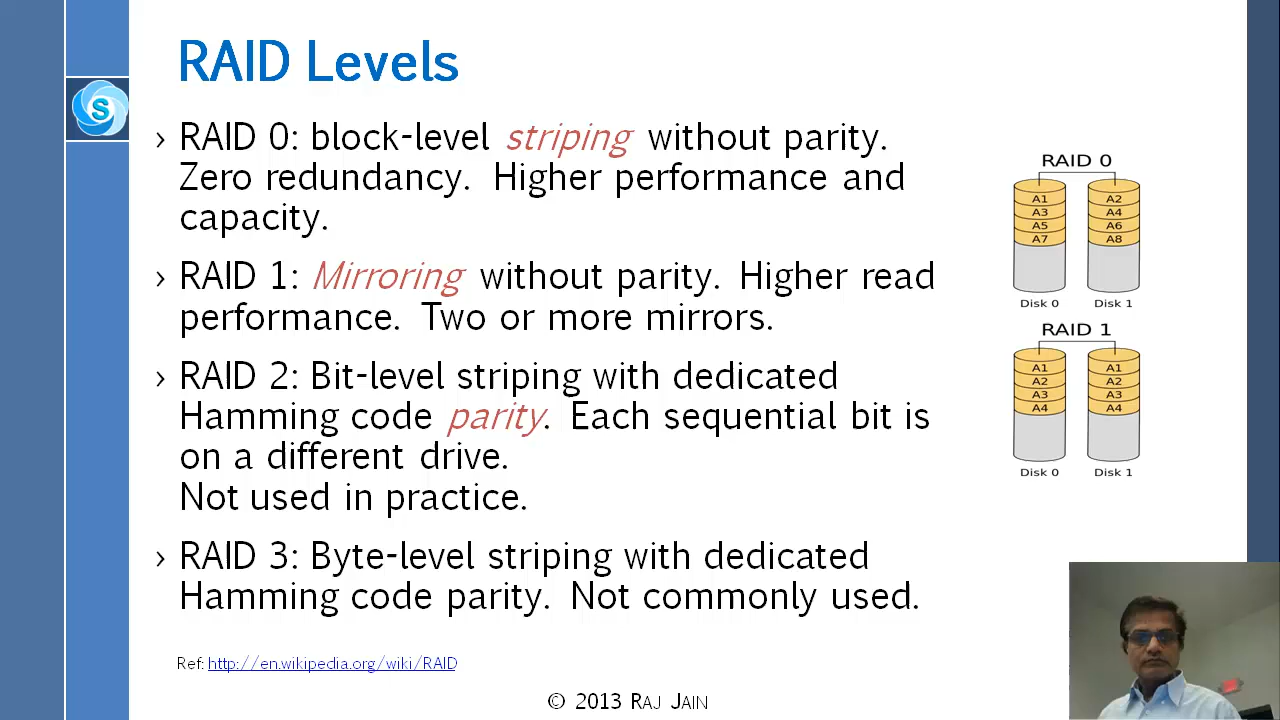 RAID Levels
S
› RAID 0: block-level striping without parity.
Zero redundancy. Higher performance and
capacity.
› RAID 1: Mirroring without parity. Higher read
performance. Two or more mirrors.
› RAID 2: Bit-level striping with dedicated
Hamming code parity. Each sequential bit is
on a different drive.
Not used in practice.
› RAID 3: Byte-level striping with dedicated
Hamming code parity. Not commonly used.
RAID 0
A1 A2
A3 A4
A5 A6
A7 A8
Disk 0 Disk 1
RAID 1
A1 A1
A2 A2
A3 A3
A4 A4
Disk 0 Disk 1
Ref: http://en.wikipedia.org/wiki/RAID
© 2013 RAJ JAIN